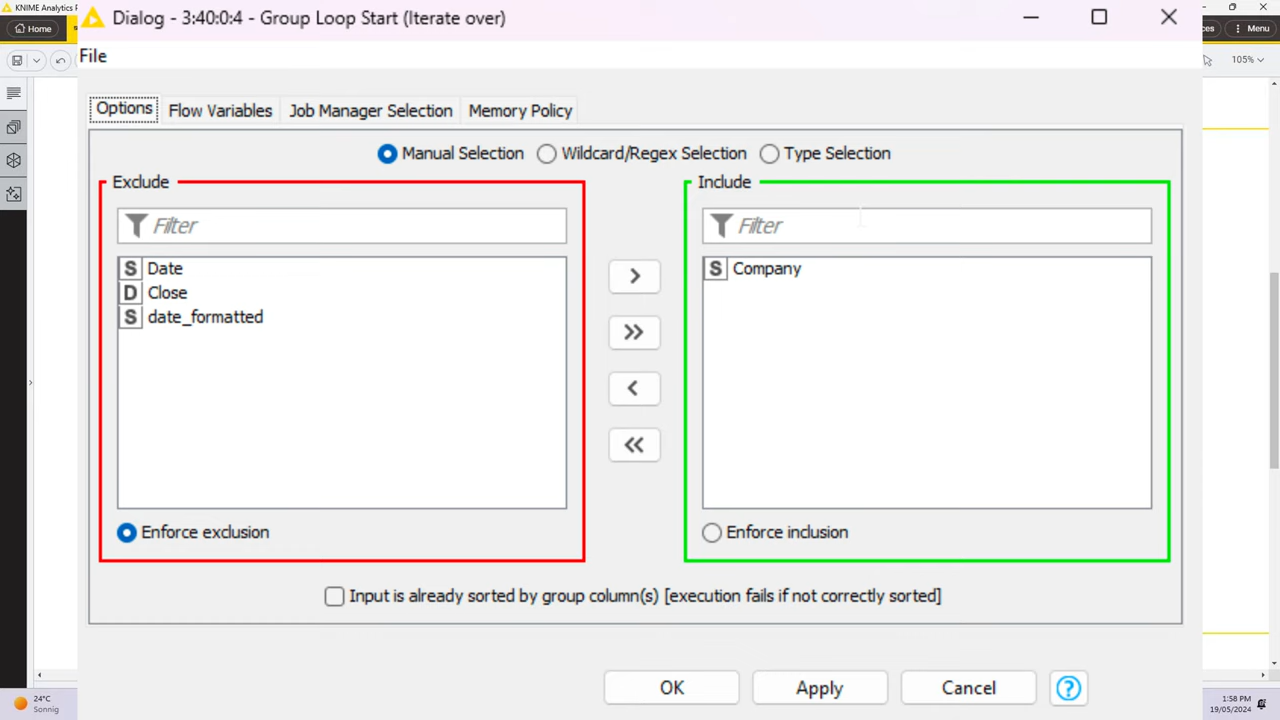 KNIME Analytics P
Dialog - 3:40:0:4 - Group Loop Start (Iterate over)
Home
Menu
File
105%
Options
Flow Variables
Job Manager Selection
Memory Policy
Manual Selection
Wildcard/Regex Selection
Type Selection
Exclude
Include
Filter
Filter
S Date
D Close
S date_formatted
S Company
>
>>
<
<<
Enforce exclusion
Enforce inclusion
Input is already sorted by group column(s) [execution fails if not correctly sorted]
OK
Apply
Cancel
?
24°C
Sonnig
1:58 PM
19/05/2024